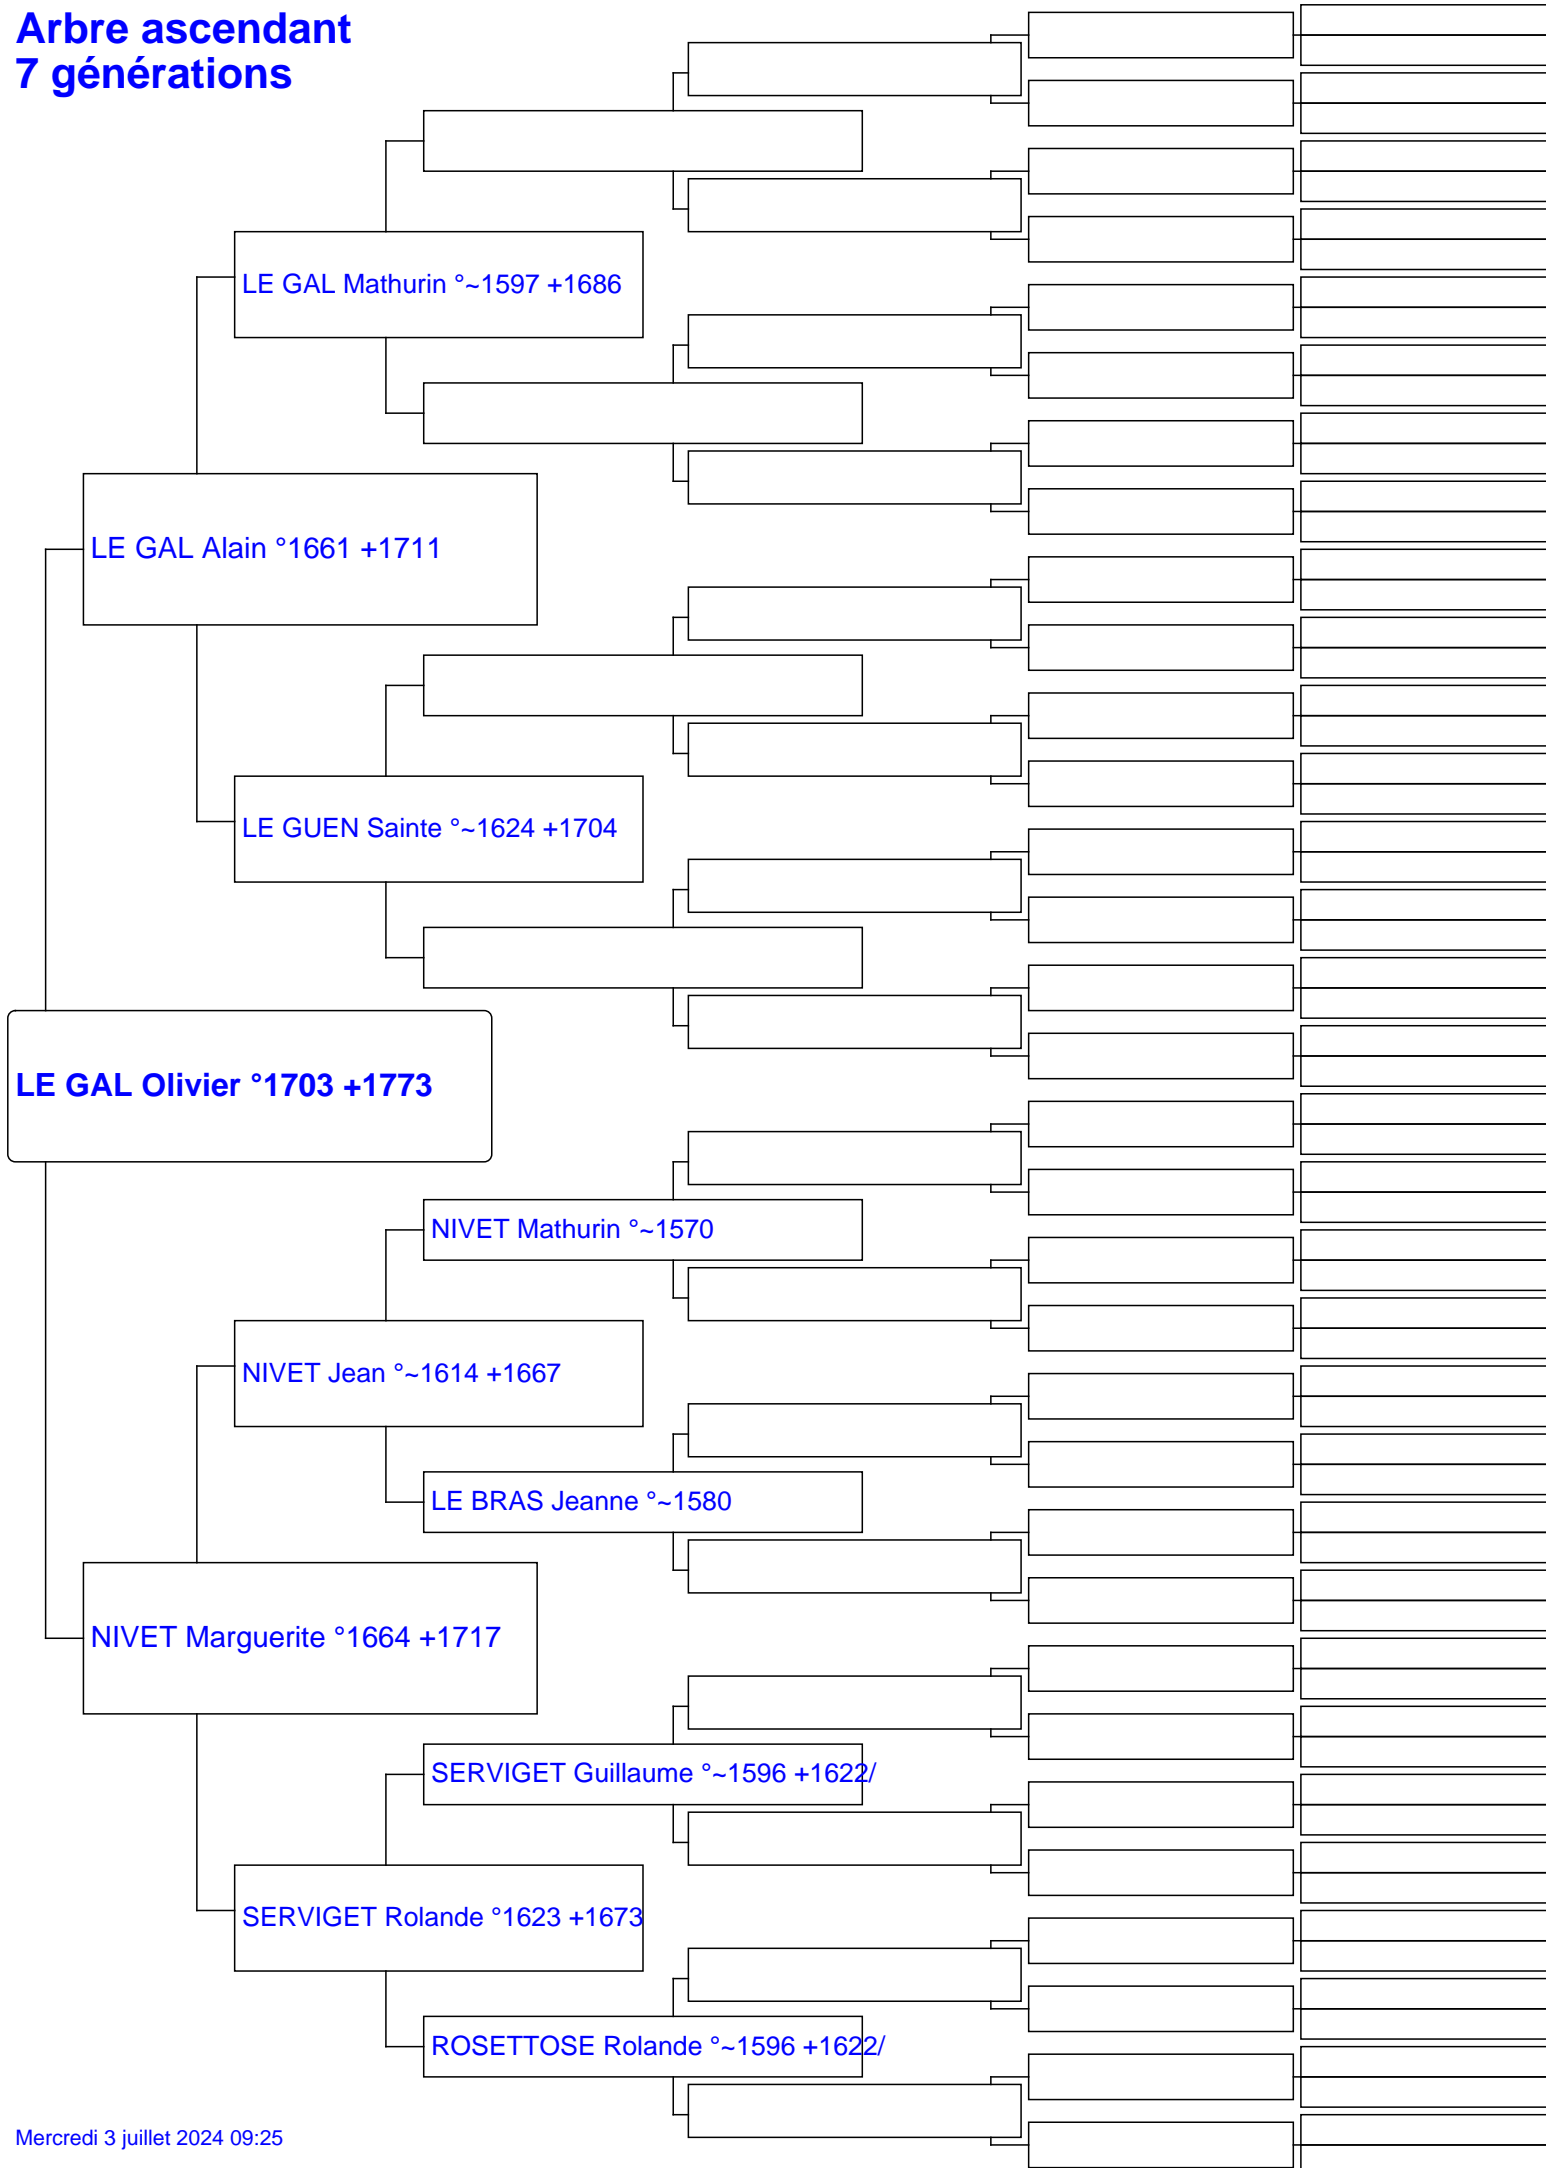 Arbre ascendant
7 générations
LE GAL Mathurin °~1597 +1686
LE GAL Alain °1661 +1711
LE GUEN Sainte °~1624 +1704
LE GAL Olivier °1703 +1773
NIVET Mathurin °~1570
NIVET Jean °~1614 +1667
LE BRAS Jeanne °~1580
NIVET Marguerite °1664 +1717
SERVIGET Guillaume °~1596 +1622/
SERVIGET Rolande °1623 +1673
ROSETTOSE Rolande °~1596 +1622/
Mercredi 3 juillet 2024 09:25